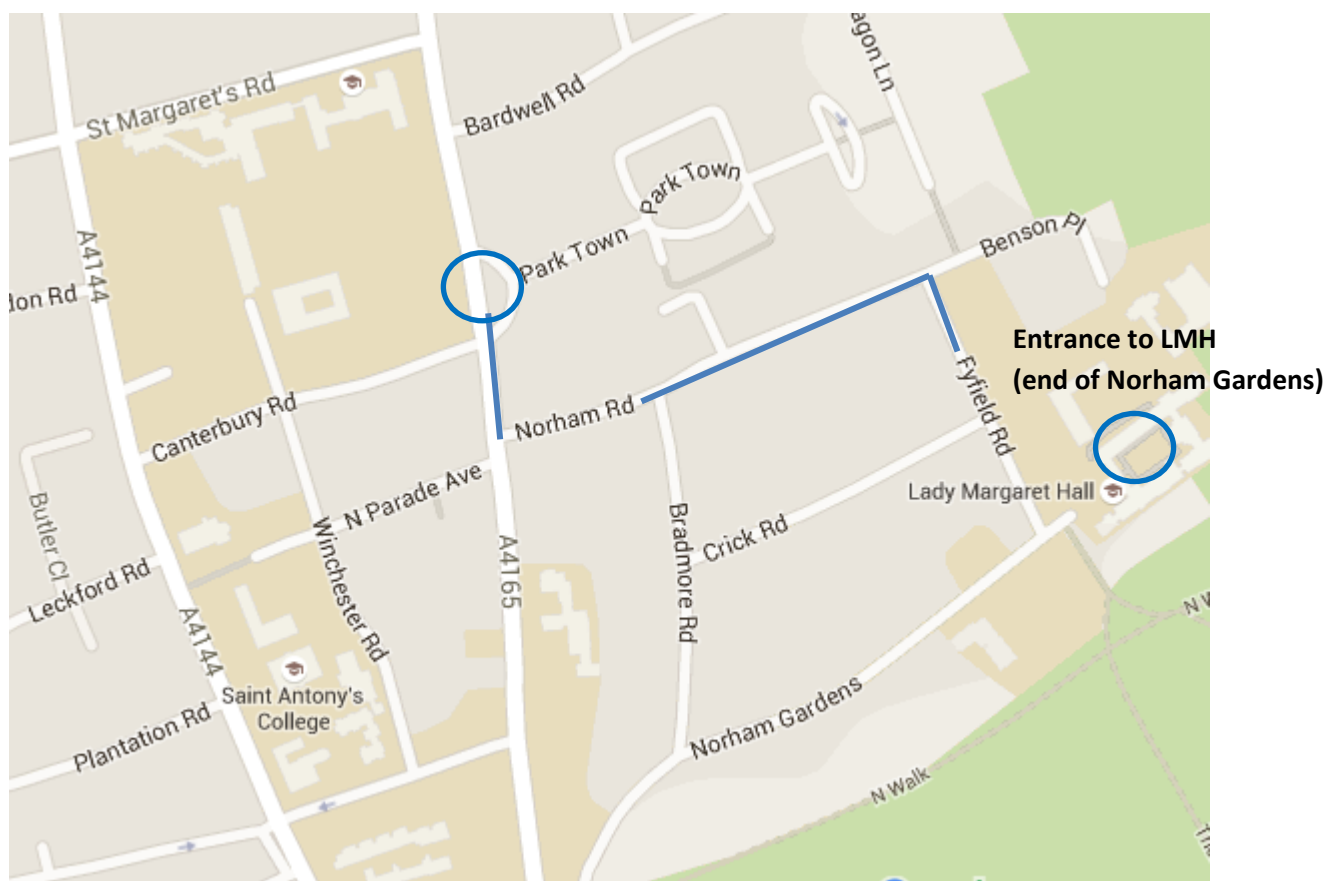 St Margaret's Rd
Bardwell Rd
agon Ln
Park Town
Park Town
Benson Pl
A4144
don Rd
Entrance to LMH
(end of Norham Gardens)
Fyfield Rd
Norham Rd
Canterbury Rd
N Parade Ave
Lady Margaret Hall
Butler Cl
Winchester Rd
A4165
Bradmore Rd
Crick Rd
Leckford Rd
A4144
N W
Saint Antony's
College
Plantation Rd
Norham Gardens
N Walk